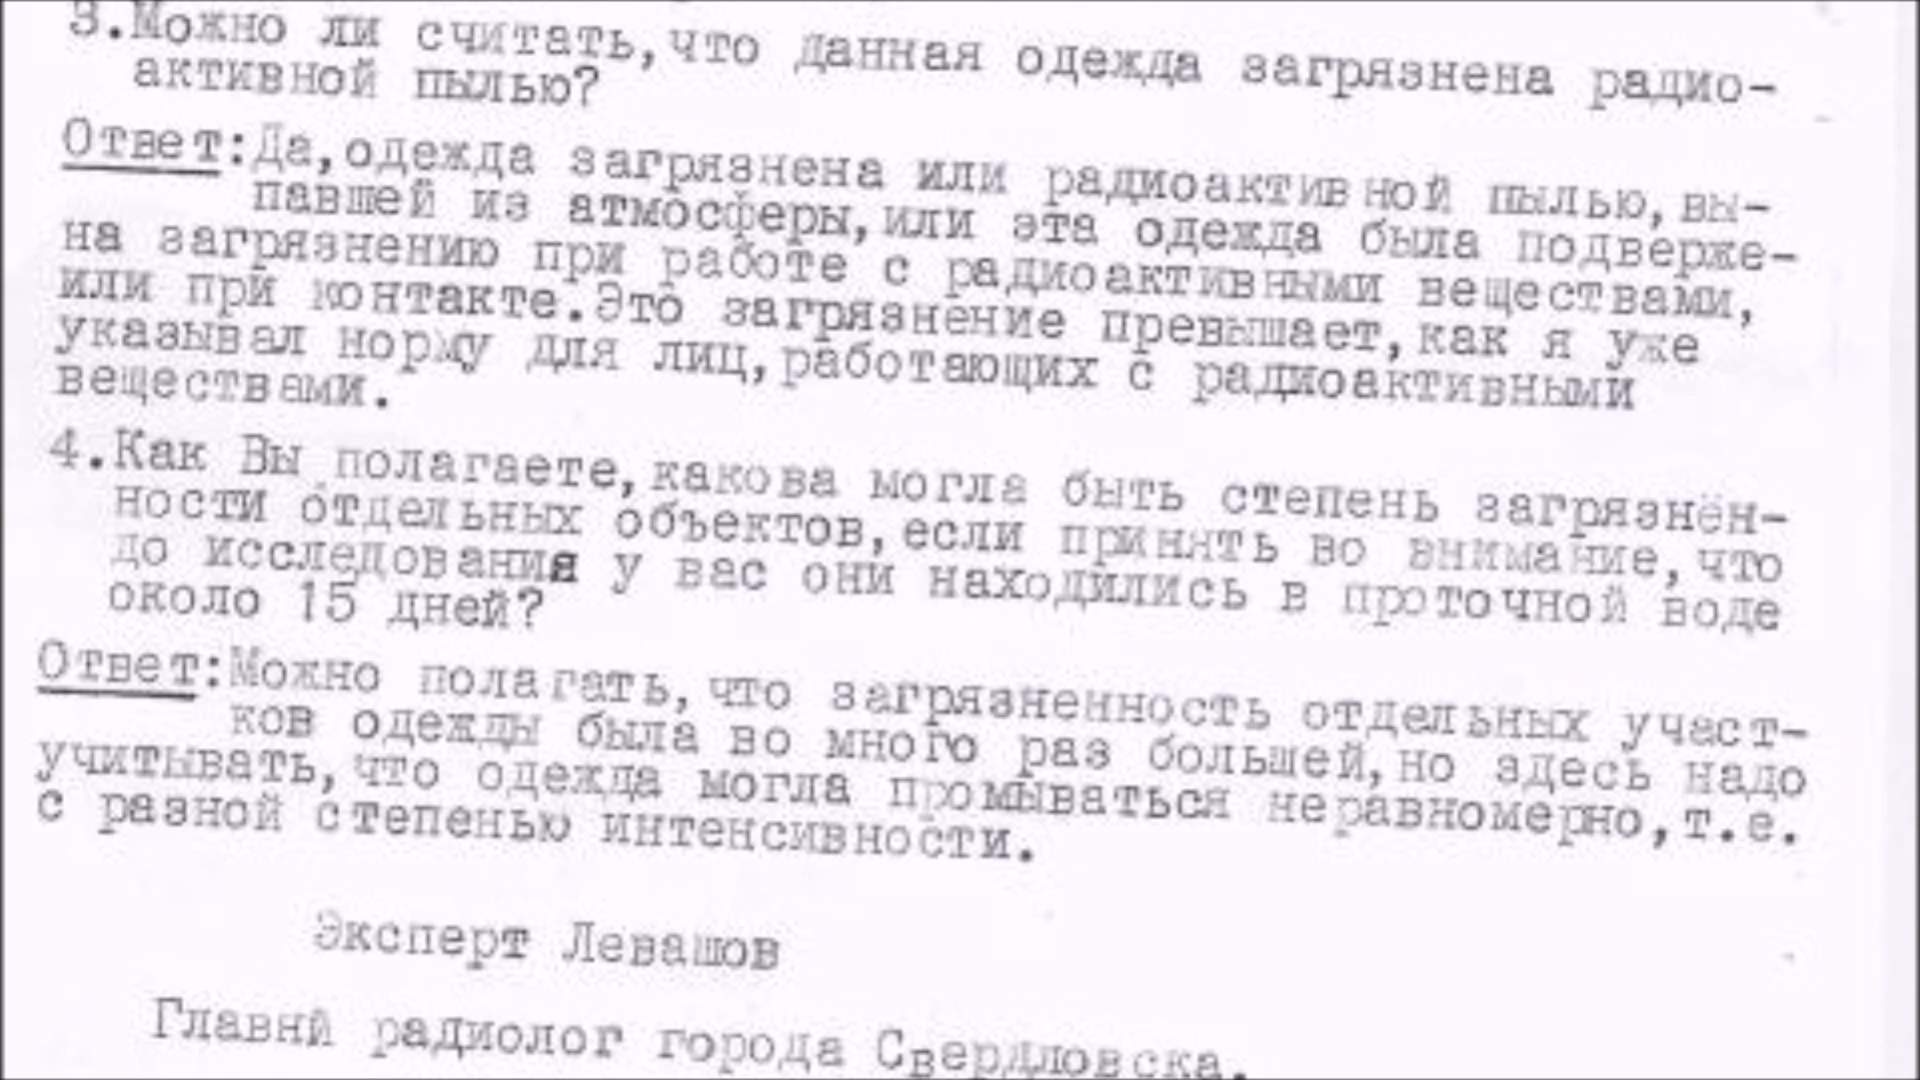 3.Можно ли считать,что данная одежда загрязнена радио-
активной пылью?
Ответ:Да,одежда загрязнена или радиоактивной пылью,вы-
павшей из атмосферы,или эта одежда была подверже-
на загрязнению при работе с радиоактивными веществами,
или при контакте.Это загрязнение превышает,как я уже
указывал норму для лиц,работающих с радиоактивными
веществами.
4.Как Вы полагаете,какова могла быть степень загрязнён-
ности отдельных объектов,если принять во внимание,что
до исследования у вас они находились в проточной воде
около 15 дней?
Ответ:Можно полагать,что загрязненность отдельных участ-
ков одежды была во много раз большей,но здесь надо
учитывать,что одежда могла промываться неравномерно,т.е.
с разной степенью интенсивности.
Эксперт Левашов
Главнй радиолог города Свердловска.